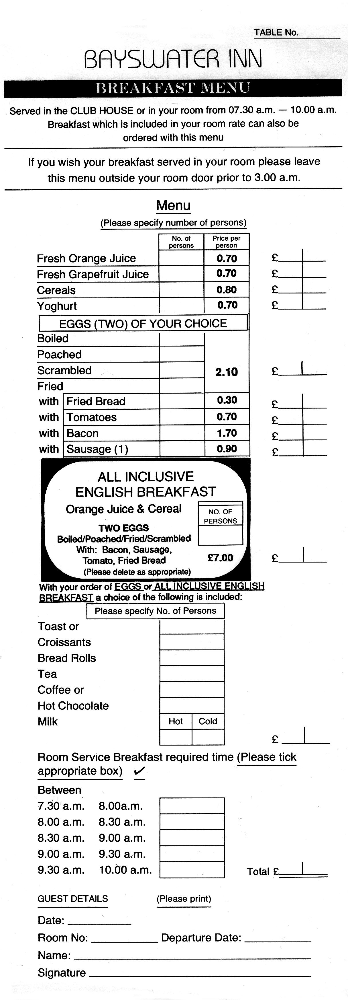 TABLE No.
BAYSWATER INN
BREAKFAST MENU
Served in the CLUB HOUSE or in your room from 07.30 a.m. — 10.00 a.m.
Breakfast which is included in your room rate can also be
ordered with this menu
If you wish your breakfast served in your room please leave
this menu outside your room door prior to 3.00 a.m.
Menu
(Please specify number of persons)
No. of persons Price per person
Fresh Orange Juice 0.70 £
Fresh Grapefruit Juice 0.70 £
Cereals 0.80 £
Yoghurt 0.70 £
EGGS (TWO) OF YOUR CHOICE
Boiled
Poached
Scrambled 2.10 £
Fried
with Fried Bread 0.30 £
with Tomatoes 0.70 £
with Bacon 1.70 £
with Sausage (1) 0.90 £
ALL INCLUSIVE
ENGLISH BREAKFAST
Orange Juice & Cereal
NO. OF
PERSONS
TWO EGGS
Boiled/Poached/Fried/Scrambled
With: Bacon, Sausage,
Tomato, Fried Bread £7.00 £
(Please delete as appropriate)
With your order of EGGS or ALL INCLUSIVE ENGLISH
BREAKFAST a choice of the following is included:
Please specify No. of Persons
Toast or
Croissants
Bread Rolls
Tea
Coffee or
Hot Chocolate
Milk Hot Cold
£
Room Service Breakfast required time (Please tick
appropriate box) ✓
Between
7.30 a.m. 8.00a.m.
8.00 a.m. 8.30 a.m.
8.30 a.m. 9.00 a.m.
9.00 a.m. 9.30 a.m.
9.30 a.m. 10.00 a.m. Total £
GUEST DETAILS (Please print)
Date:
Room No: Departure Date:
Name:
Signature